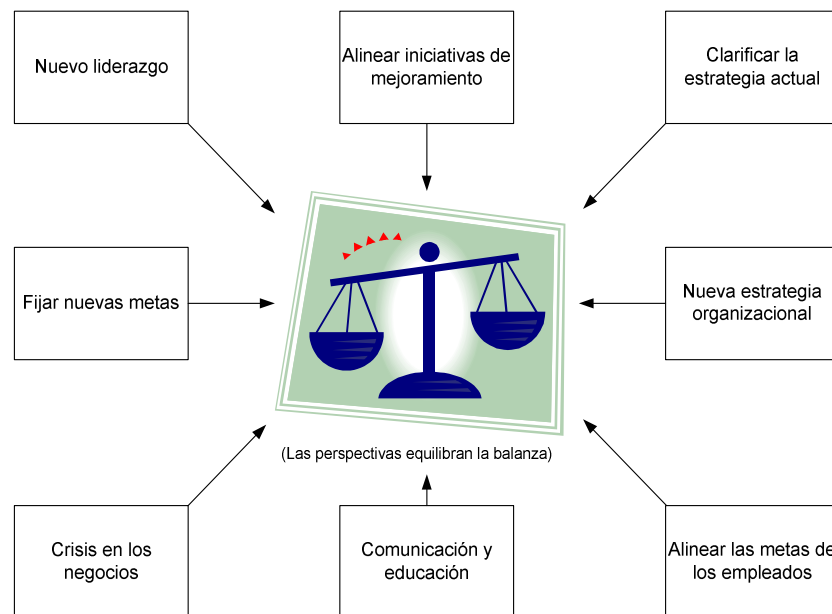 Nuevo liderazgo
Alinear iniciativas de
mejoramiento
Clarificar la
estrategia actual
Fijar nuevas metas
Nueva estrategia
organizacional
(Las perspectivas equilibran la balanza)
Crisis en los
negocios
Comunicación y
educación
Alinear las metas de
los empleados